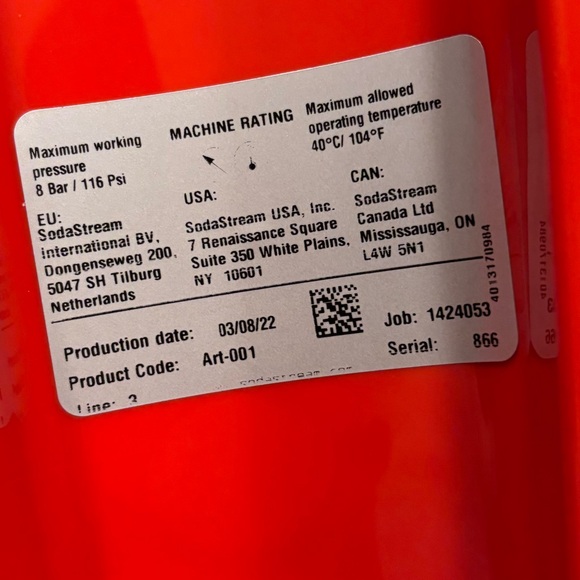 MACHINE RATING
Maximum working
pressure
8 Bar / 116 Psi
Maximum allowed
operating temperature
40°C/ 104°F
EU:
SodaStream
international BV,
Dongenseweg 200,
5047 SH Tilburg
Netherlands
USA:
SodaStream USA, Inc.
7 Renaissance Square
Suite 350 White Plains,
NY 10601
CAN:
SodaStream
Canada Ltd
Mississauga, ON
L4W 5N1
4013170984
Production date: 03/08/22
Product Code: Art-001
Line: 3
Job: 1424053
Serial: 866